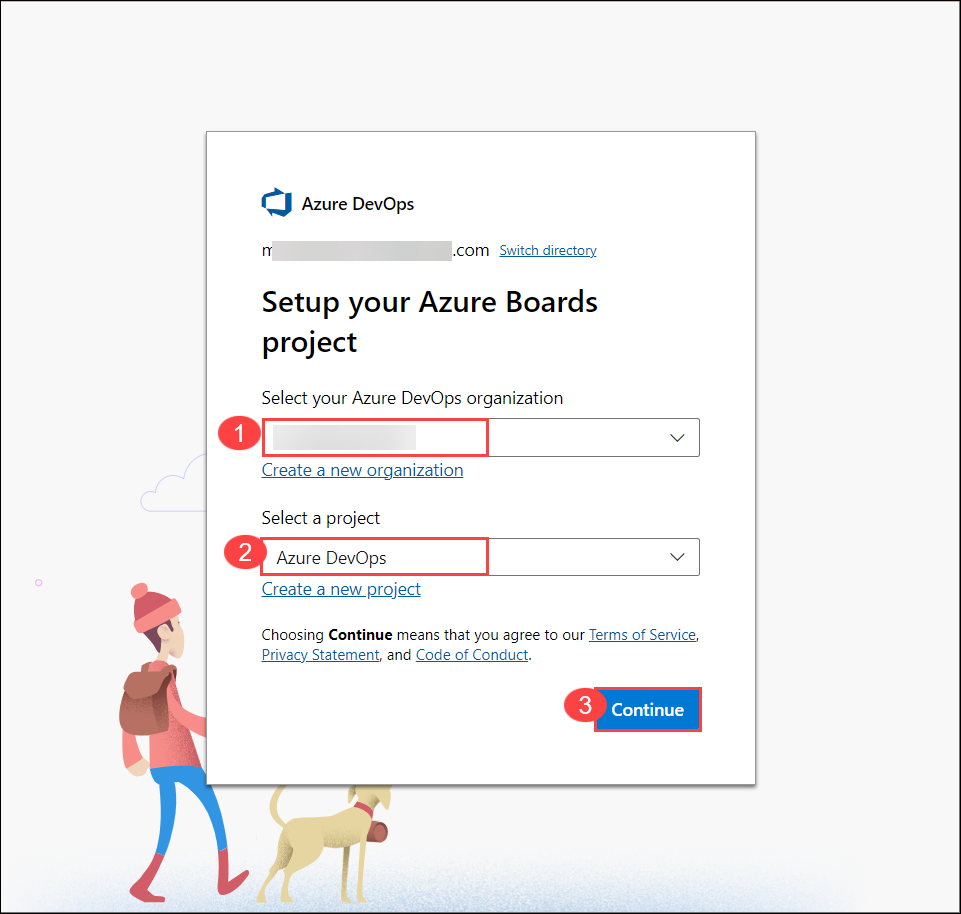 Azure DevOps
.com Switch directory
Setup your Azure Boards
project
Select your Azure DevOps organization
1
Create a new organization
Select a project
2 Azure DevOps
Create a new project
Choosing Continue means that you agree to our Terms of Service,
Privacy Statement, and Code of Conduct.
3 Continue